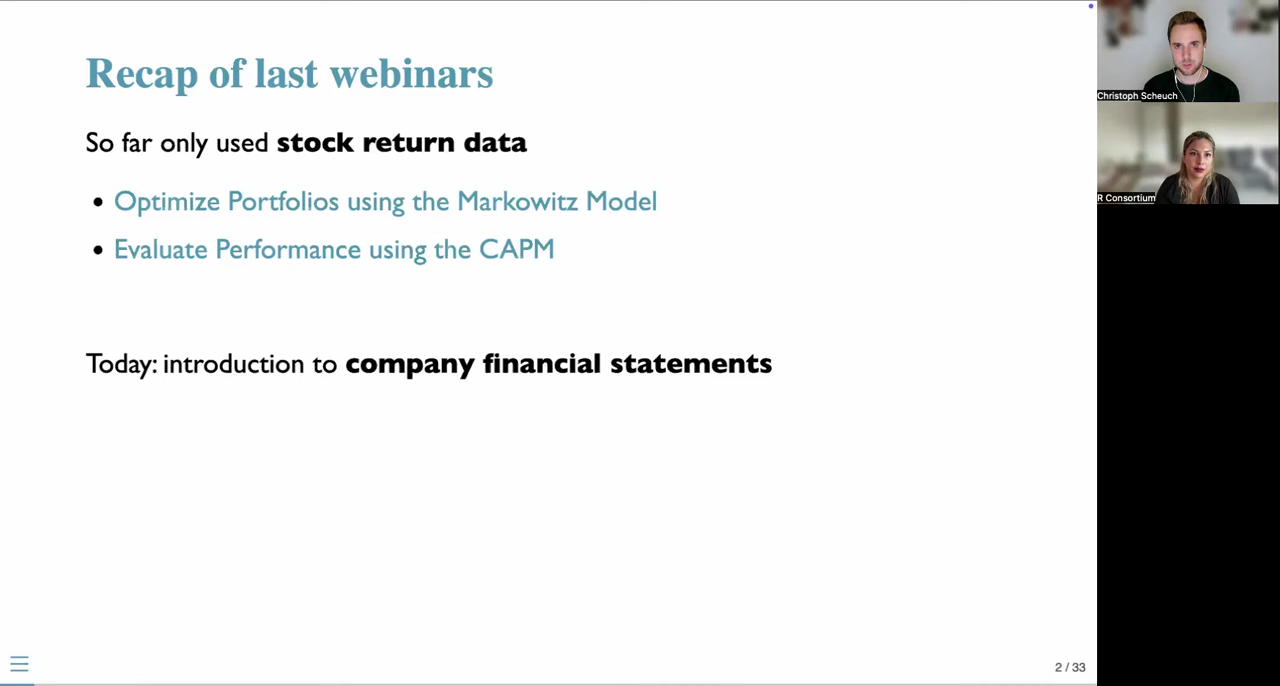 Recap of last webinars
So far only used stock return data
• Optimize Portfolios using the Markowitz Model
• Evaluate Performance using the CAPM
Today: introduction to company financial statements
2 / 33
Christoph Scheuch
R Consortium